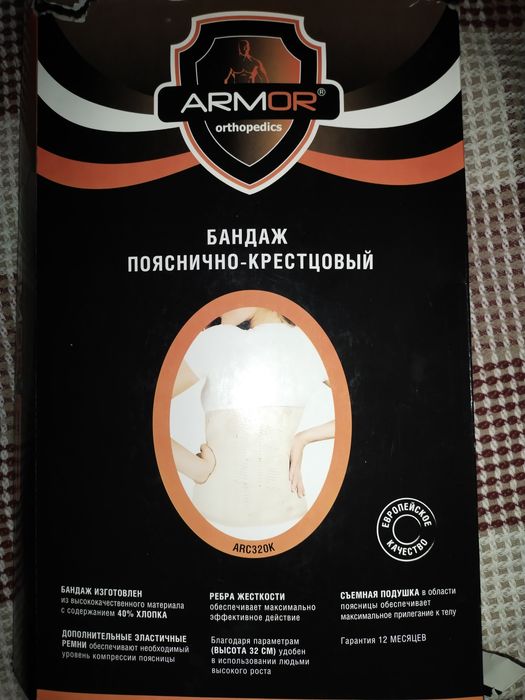 ARMOR®
orthopedics
БАНДАЖ
ПОЯСНИЧНО-КРЕСТЦОВЫЙ
ARC320K
ЕВРОПЕЙСКОЕ
КАЧЕСТВО
БАНДАЖ ИЗГОТОВЛЕН
из высококачественного материала
с содержанием 40% ХЛОПКА
ДОПОЛНИТЕЛЬНЫЕ ЭЛАСТИЧНЫЕ
РЕМНИ обеспечивают необходимый
уровень компрессии поясницы
РЕБРА ЖЕСТКОСТИ
обеспечивает максимально
эффективное действие
Благодаря параметрам
(ВЫСОТА 32 СМ) удобен
в использовании людьми
высокого роста
СЪЕМНАЯ ПОДУШКА в области
поясницы обеспечивает
максимальное прилегание к телу
Гарантия 12 МЕСЯЦЕВ